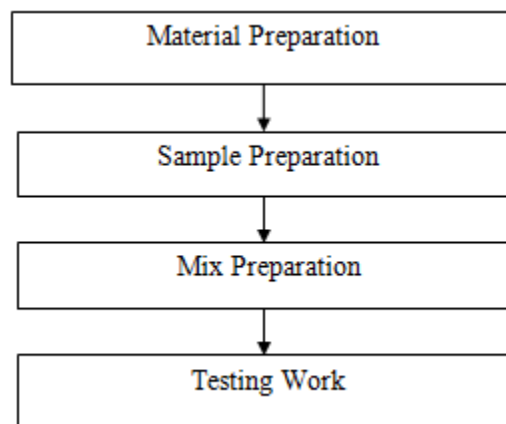 Material Preparation
Sample Preparation
Mix Preparation
Testing Work